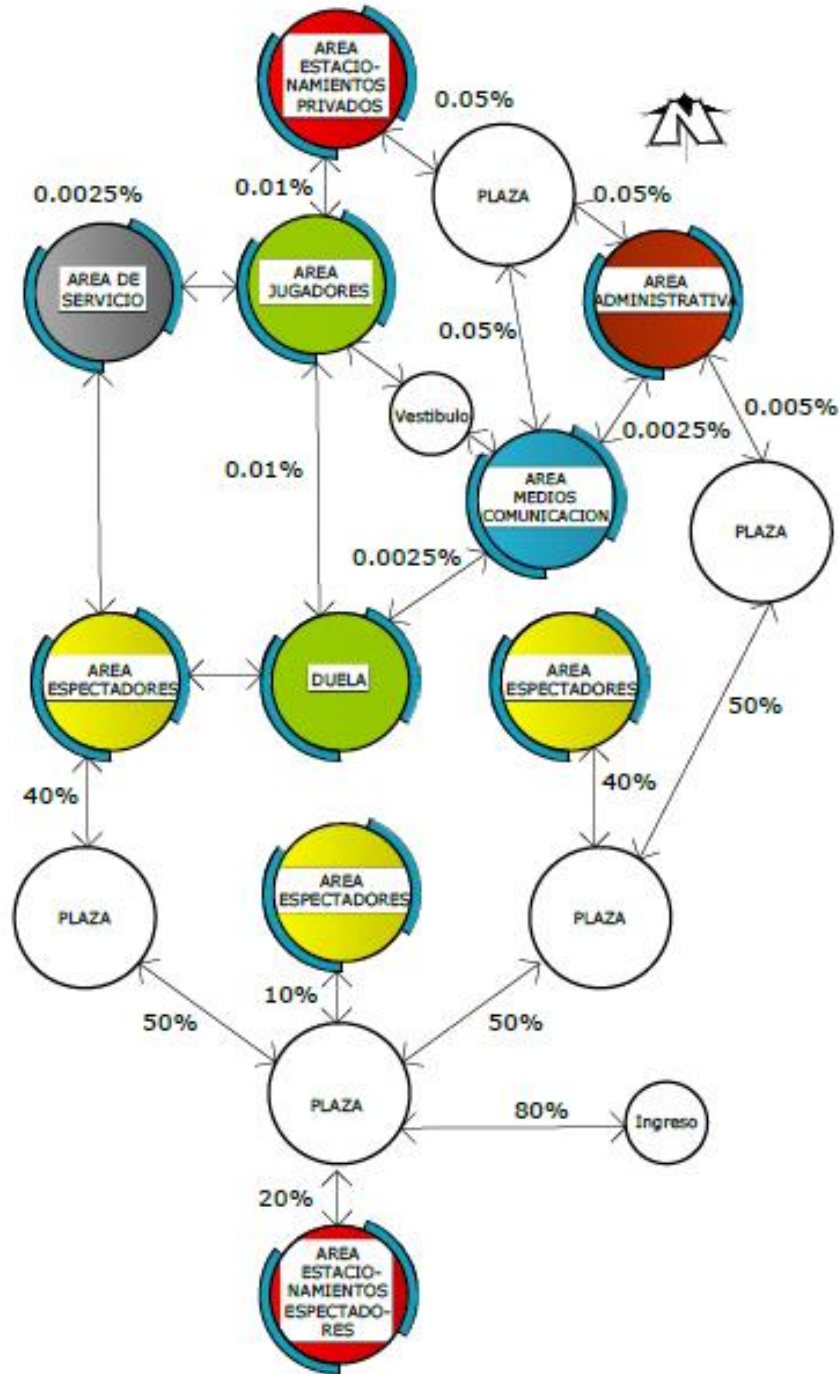 AREA
ESTACIO-
NAMIENTOS
PRIVADOS
0.05%
N
0.01%
PLAZA
0.05%
0.0025%
AREA DE
SERVICIO
AREA
JUGADORES
AREA
ADMINISTRATIVA
0.05%
Vestibulo
0.0025%
0.005%
0.01%
AREA
MEDIOS
COMUNICACION
PLAZA
0.0025%
AREA
ESPECTADORES
DUELA
AREA
ESPECTADORES
50%
40%
40%
PLAZA
AREA
ESPECTADORES
PLAZA
50%
10%
50%
PLAZA
80%
Ingreso
20%
AREA
ESTACIO-
NAMIENTOS
ESPECTADO-
RES